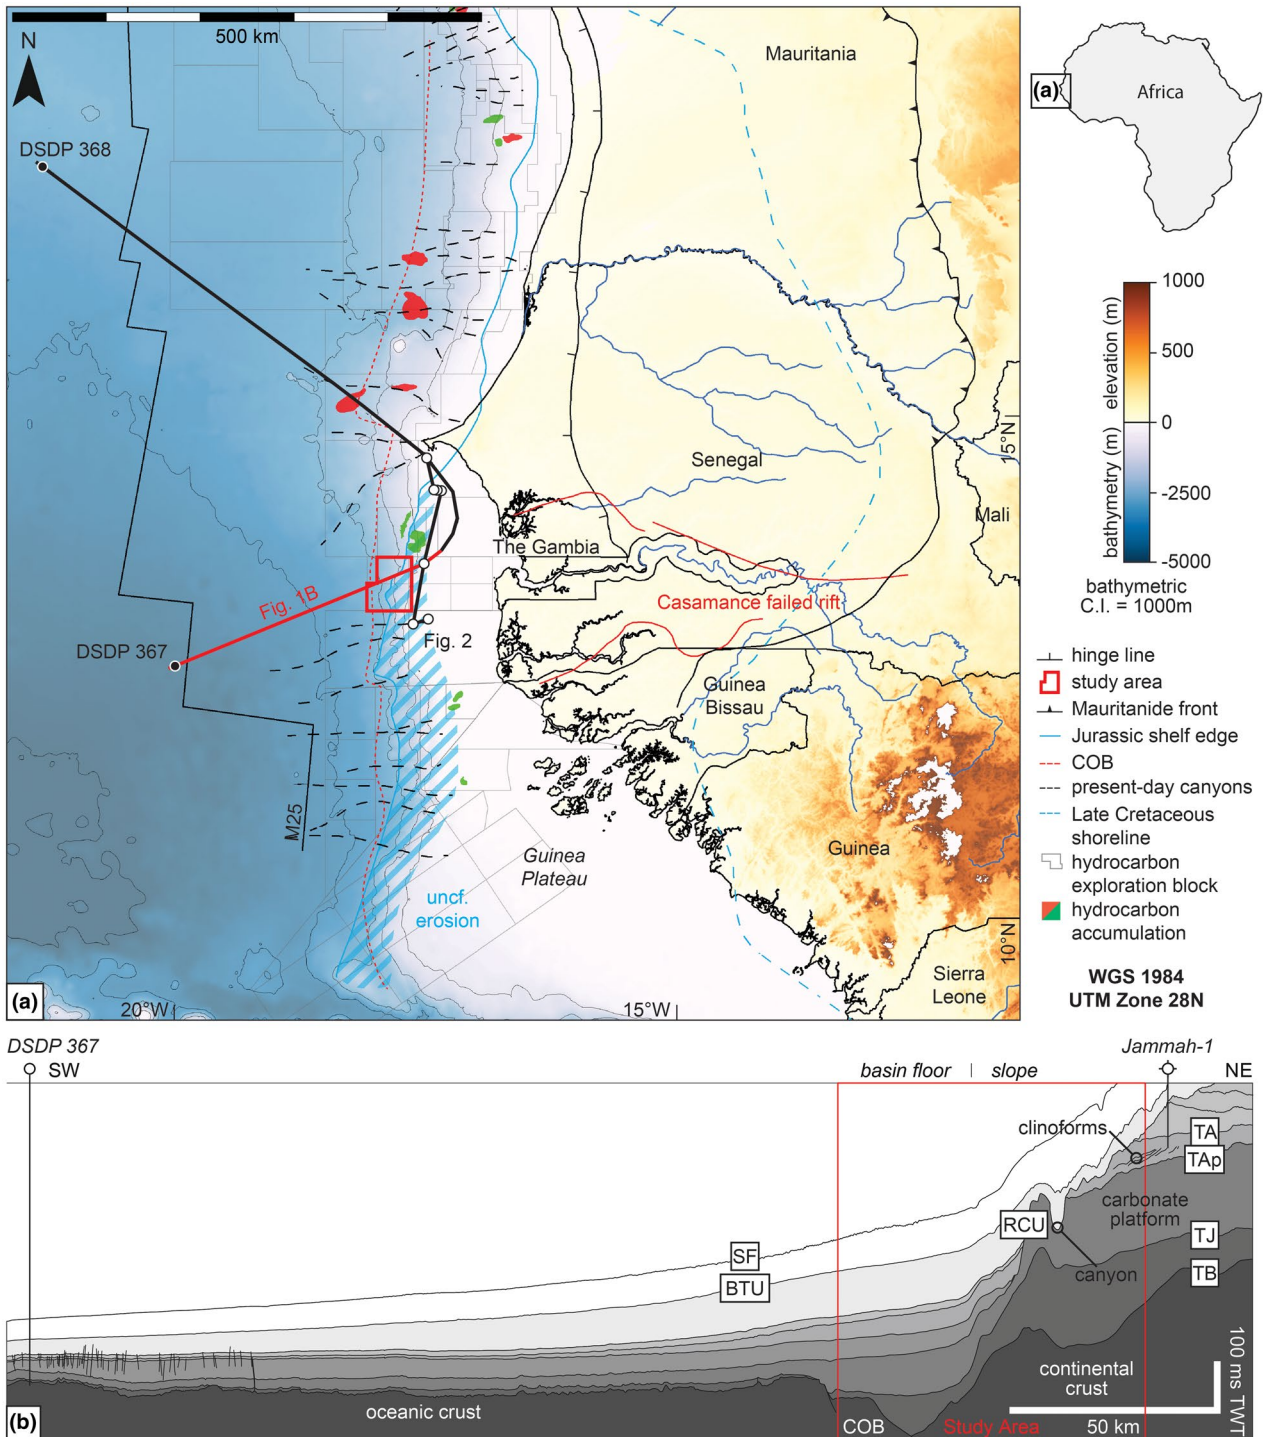 500 km
N
Mauritania
DSDP 368
Senegal
Mali
15°N
The Gambia
Casamance failed rift
Fig. 1B
DSDP 367
Fig. 2
Guinea
Bissau
M25
Guinea
Plateau
Guinea
uncf.
erosion
10°N
Sierra
Leone
(a)
20°W
15°W
(a)
Africa
1000
500
0
-2500
-5000
elevation (m)
bathymetry (m)
bathymetric
C.I. = 1000m
hinge line
study area
Mauritanide front
Jurassic shelf edge
COB
present-day canyons
Late Cretaceous
shoreline
hydrocarbon
exploration block
hydrocarbon
accumulation
WGS 1984
UTM Zone 28N
DSDP 367
SW
basin floor | slope
Jammah-1
NE
clinoforms
TA
TAp
carbonate
platform
RCU
TJ
canyon
TB
SF
BTU
continental
crust
oceanic crust
COB
Study Area
50 km
100 ms TWT
(b)